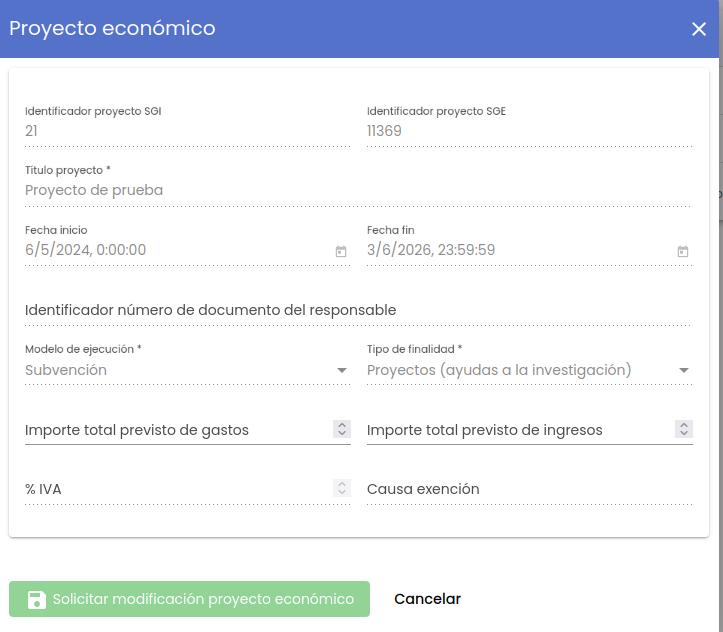 Proyecto económico
Identificador proyecto SGI
Identificador proyecto SGE
21
11369
Titulo proyecto *
Proyecto de prueba
Fecha inicio
Fecha fin
6/5/2024, 0:00:00
3/6/2026, 23:59:59
Identificador número de documento del responsable
Modelo de ejecución *
Tipo de finalidad *
Subvención
Proyectos (ayudas a la investigación)
Importe total previsto de gastos
Importe total previsto de ingresos
% IVA
Causa exención
Solicitar modificación proyecto económico
Cancelar